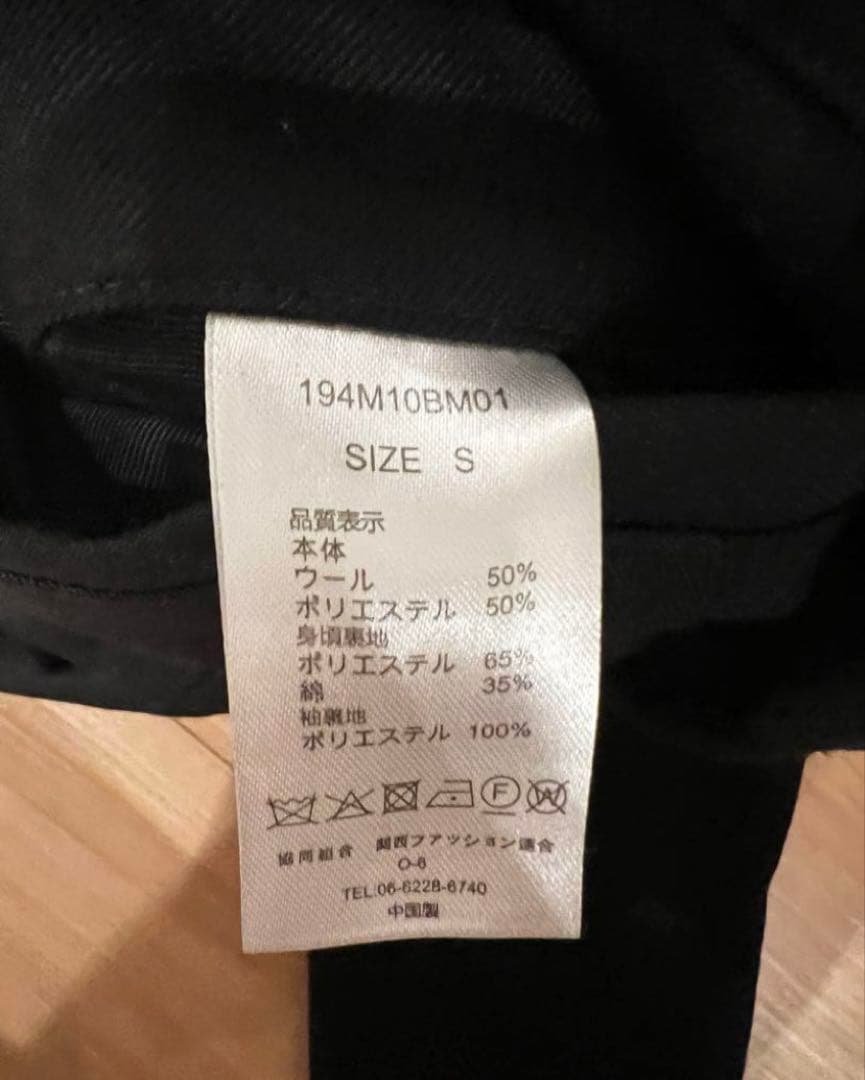 194M10BM01
SIZE S
品質表示
本体
ウール 50%
ポリエステル 50%
身頃裏地
ポリエステル 65%
綿 35%
袖裏地
ポリエステル 100%
F W
協同組合 関西ファッション連合
O-6
TEL:06-6228-6740
中国製